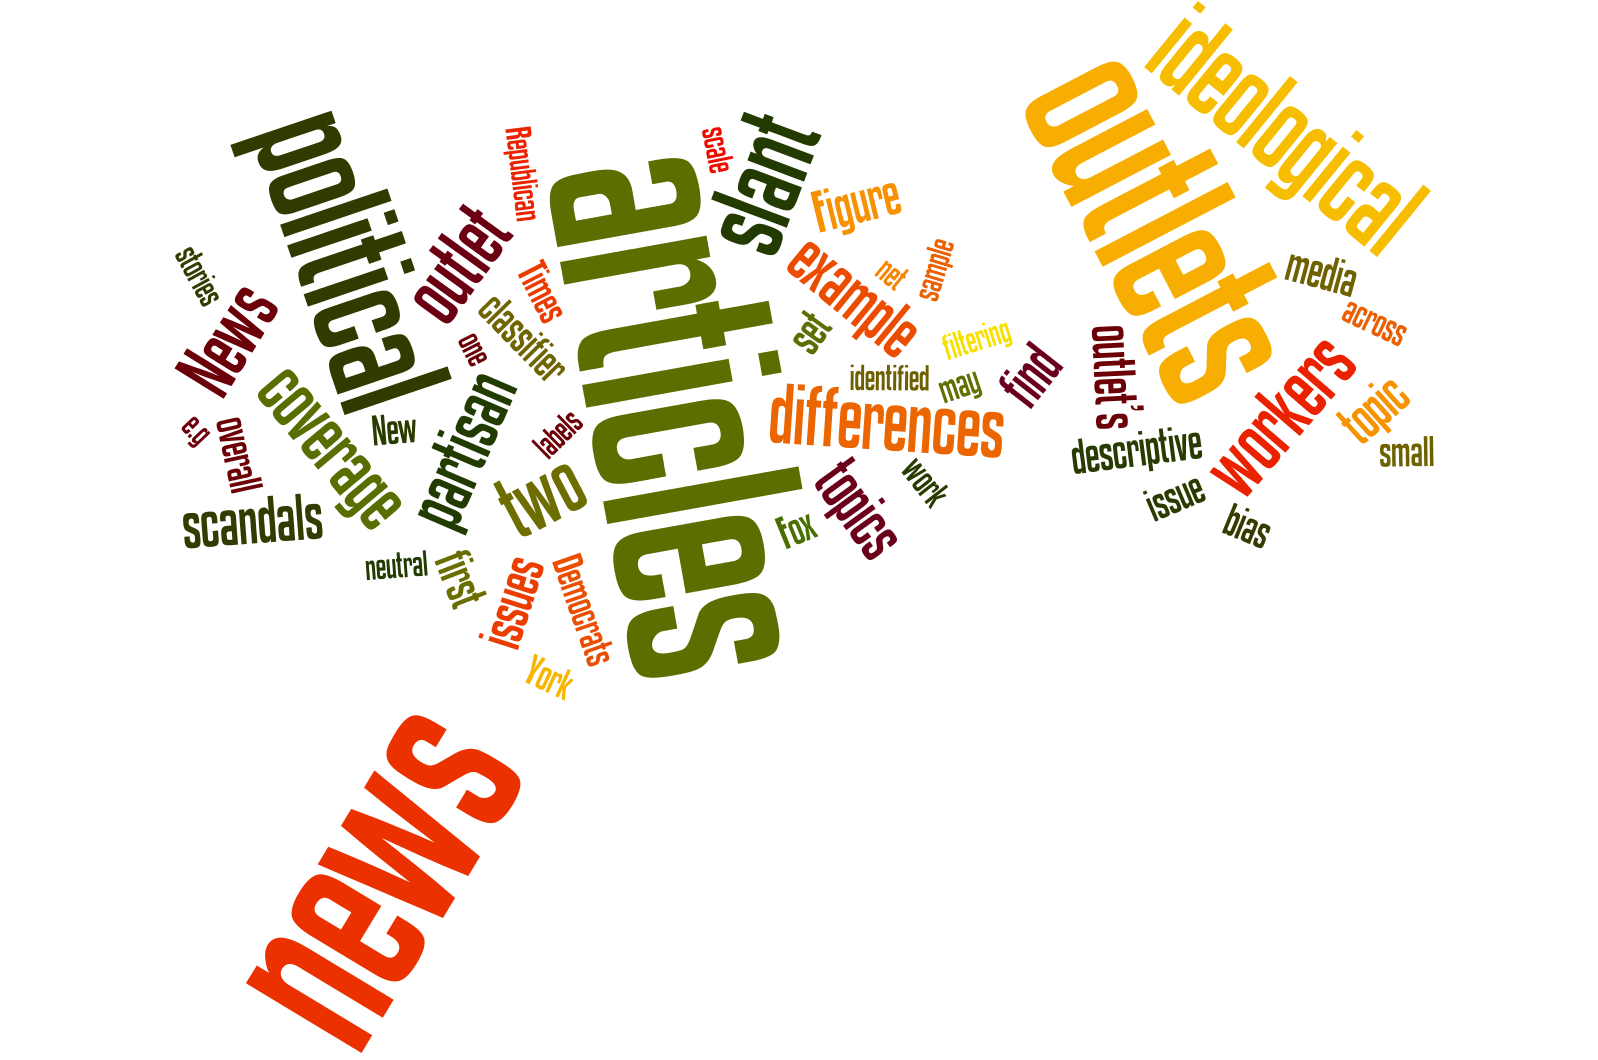 ideological
outlets
political
Republican
scale
slant
articles
Figure
outlet
stories
News
Times
example
net
sample
media
across
classifier
one
set
filtering
outlet's
workers
coverage
identified
may
find
differences
partisan
New
labels
topic
e.g
overall
descriptive
small
two
topics
work
scandals
issue
bias
Fox
neutral
first
issues
Democrats
York
news